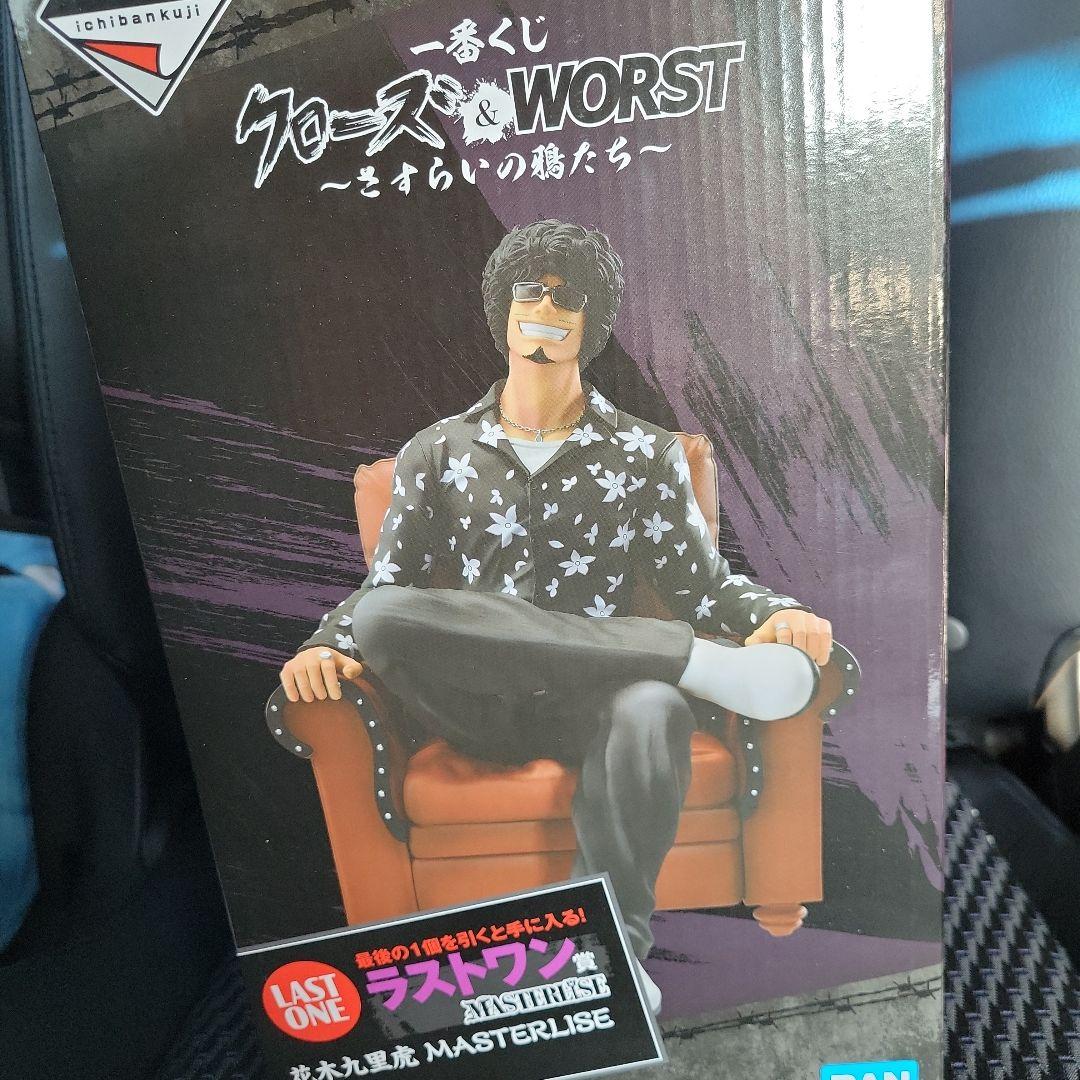 ichibankuji
一番くじ
クローズ&WORST
～さすらいの鴉たち～
最後の1個を引くと手に入る!
LAST
ONE
ラストワン賞
MASTERLISE
花木九里虎 MASTERLISE
BAN